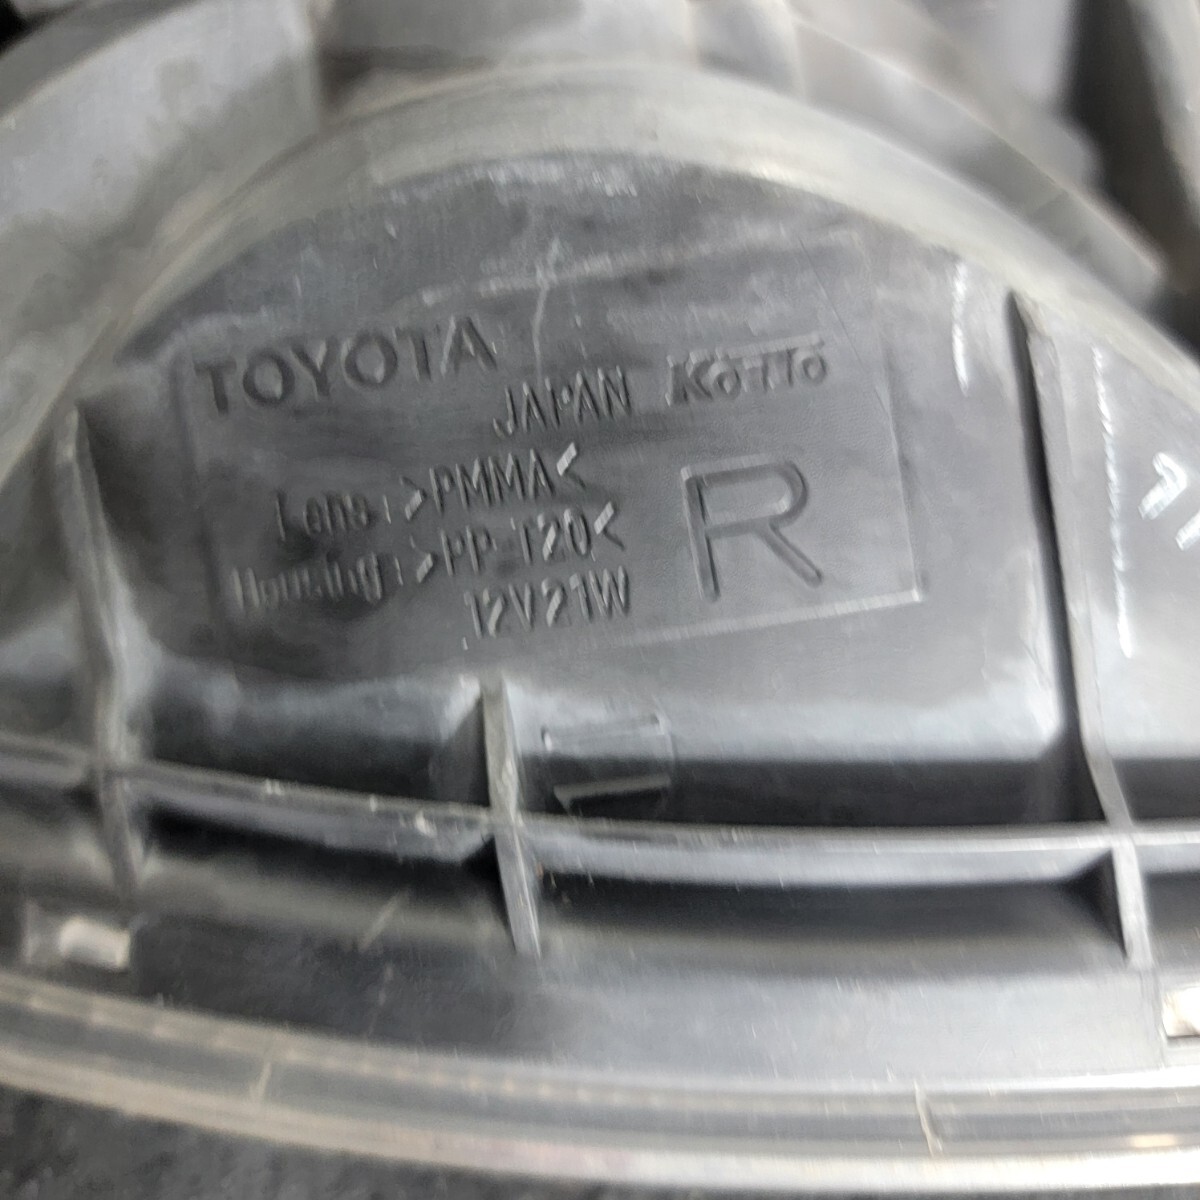 TOYOTA
JAPAN KOITO
Lens:>PMMA<
Housing:>PP-T20<
12V21W
R